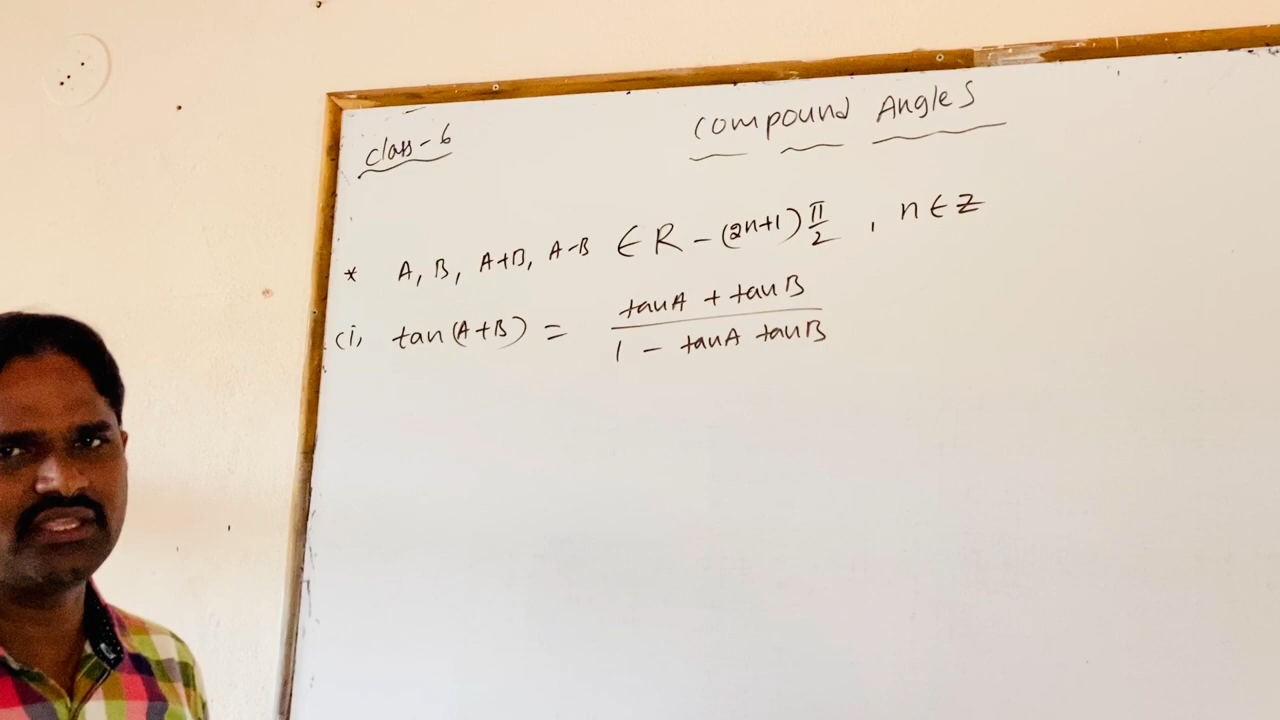 class-6
Compound Angles
* A, B, A+B, A-B ∈ R - (2n+1) π/2 , n ∈ Z
(i, tan(A+B) = (tanA + tanB)/(1 - tanA tanB)